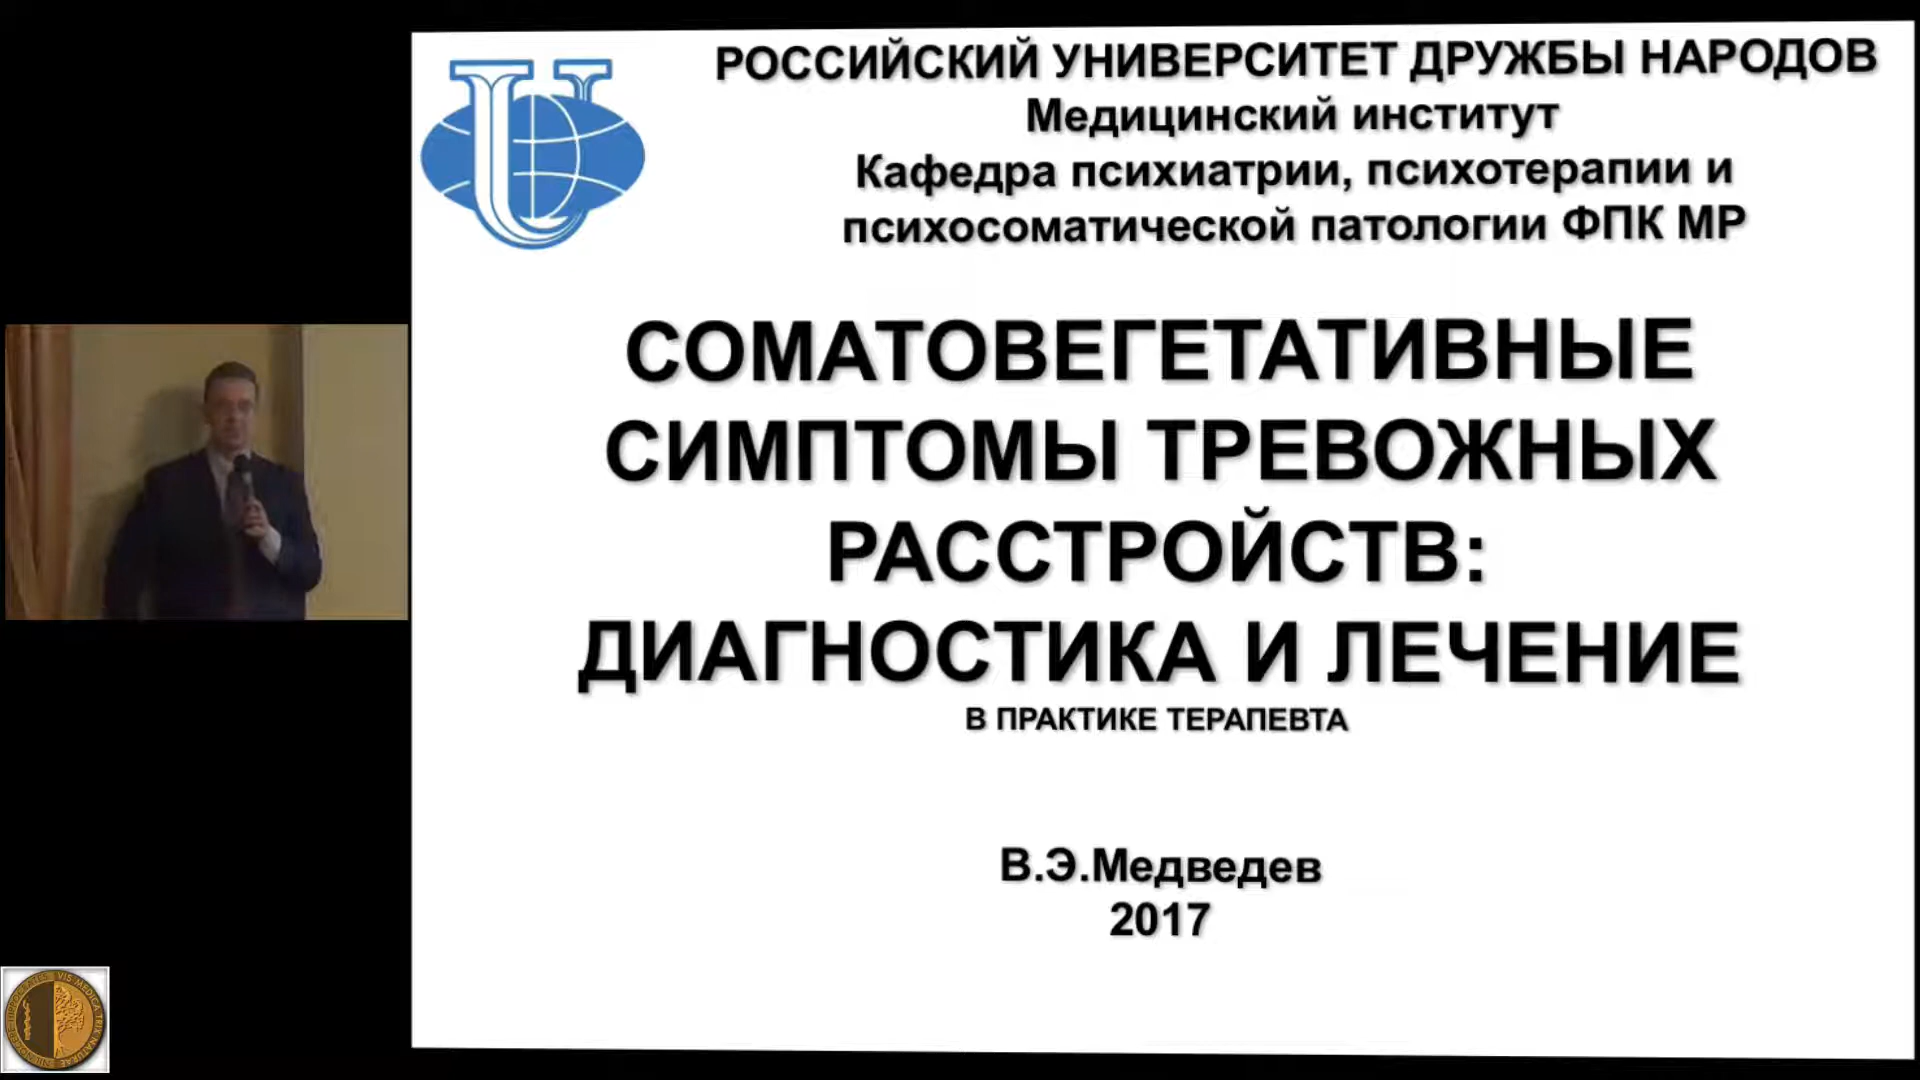 РОССИЙСКИЙ УНИВЕРСИТЕТ ДРУЖБЫ НАРОДОВ
Медицинский институт
Кафедра психиатрии, психотерапии и
психосоматической патологии ФПК МР
СОМАТОВЕГЕТАТИВНЫЕ
СИМПТОМЫ ТРЕВОЖНЫХ
РАССТРОЙСТВ:
ДИАГНОСТИКА И ЛЕЧЕНИЕ
В ПРАКТИКЕ ТЕРАПЕВТА
В.Э.Медведев
2017